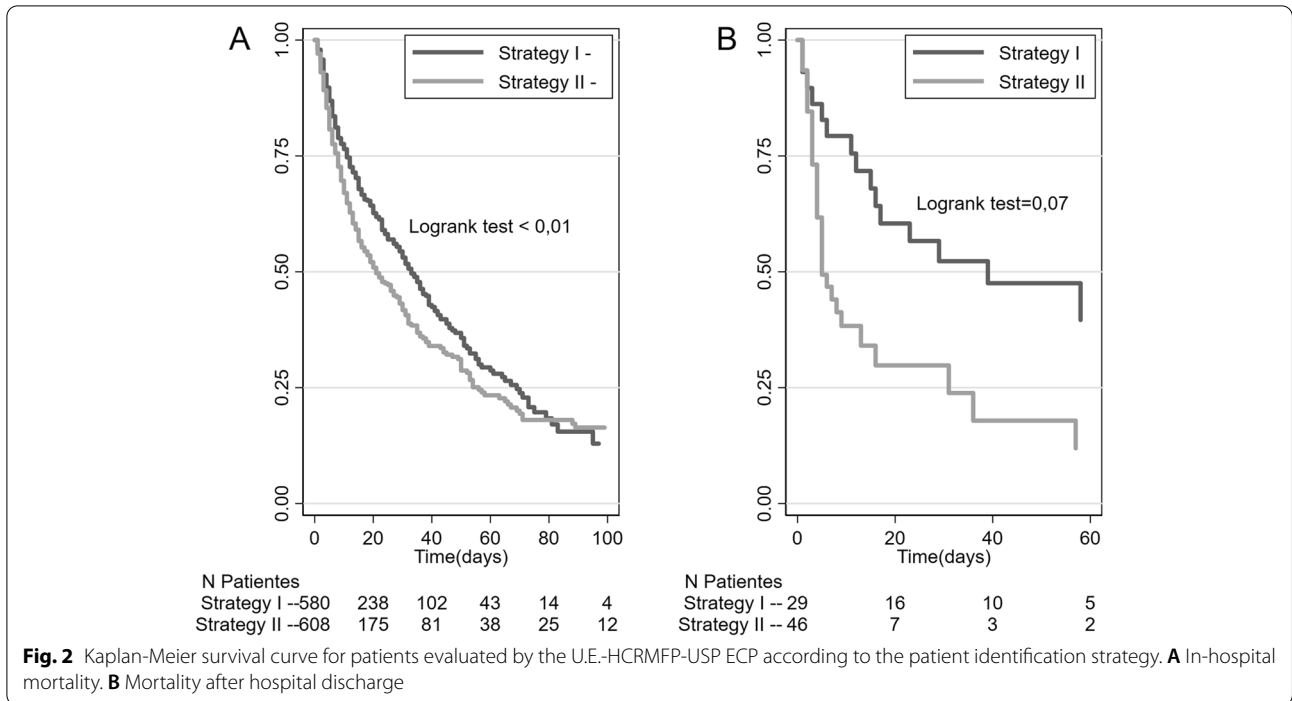 A
Strategy I -
Strategy II -
Logrank test < 0,01
1.00
0.75
0.50
0.25
0.00
0 20 40 60 80 100
Time(days)
N Patientes
Strategy I --580 238 102 43 14 4
Strategy II --608 175 81 38 25 12
B
Strategy I
Strategy II
Logrank test=0,07
1.00
0.75
0.50
0.25
0.00
0 20 40 60
Time(days)
N Patientes
Strategy I -- 29 16 10 5
Strategy II -- 46 7 3 2
Fig. 2 Kaplan-Meier survival curve for patients evaluated by the U.E.-HCRMFP-USP ECP according to the patient identification strategy. A In-hospital
mortality. B Mortality after hospital discharge